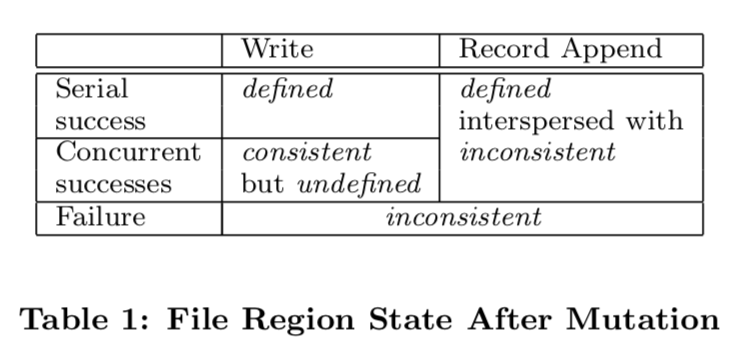 Write Record Append
Serial defined defined
success interspersed with
Concurrent consistent inconsistent
successes but undefined
Failure inconsistent
Table 1: File Region State After Mutation